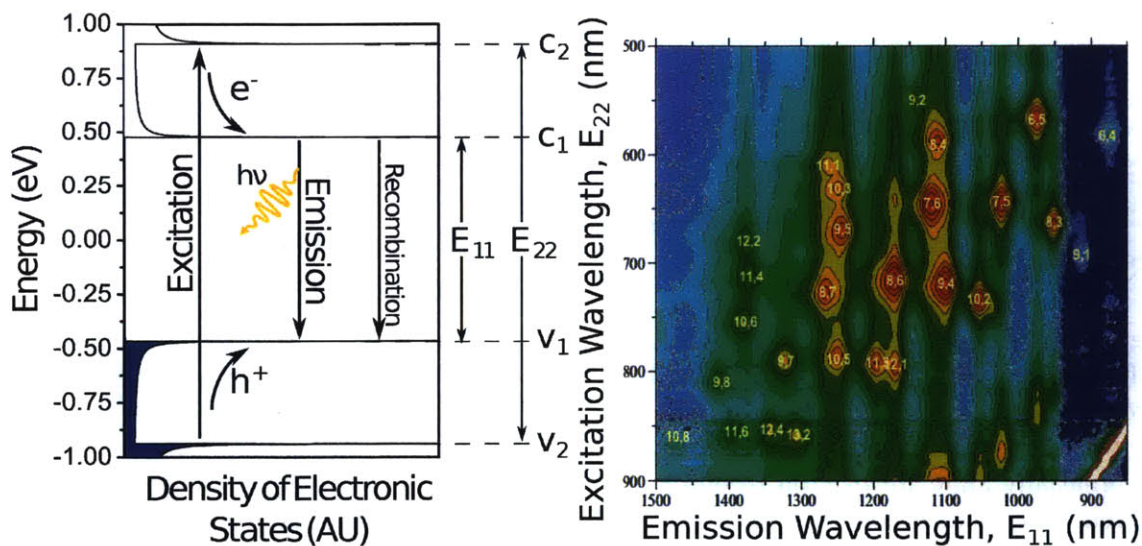 1.00
0.75
0.50
0.25
0.00
-0.25
-0.50
-0.75
-1.00
Energy (eV)
Density of Electronic
States (AU)
Excitation
e-
hν
Emission
Recombination
h+
C2
C1
V1
V2
E11
E22
Excitation Wavelength, E22 (nm)
500
600
700
800
900
9,2
6,5
6,4
8,4
11,1
10,3
7,6
7,5
8,3
9,5
12,2
9,1
11,4
8,7
8,6
9,4
10,2
10,6
9,7
10,5
9,8
10,8
11,6
12,4
13,2
1500
1400
1300
1200
1100
1000
900
Emission Wavelength, E11 (nm)